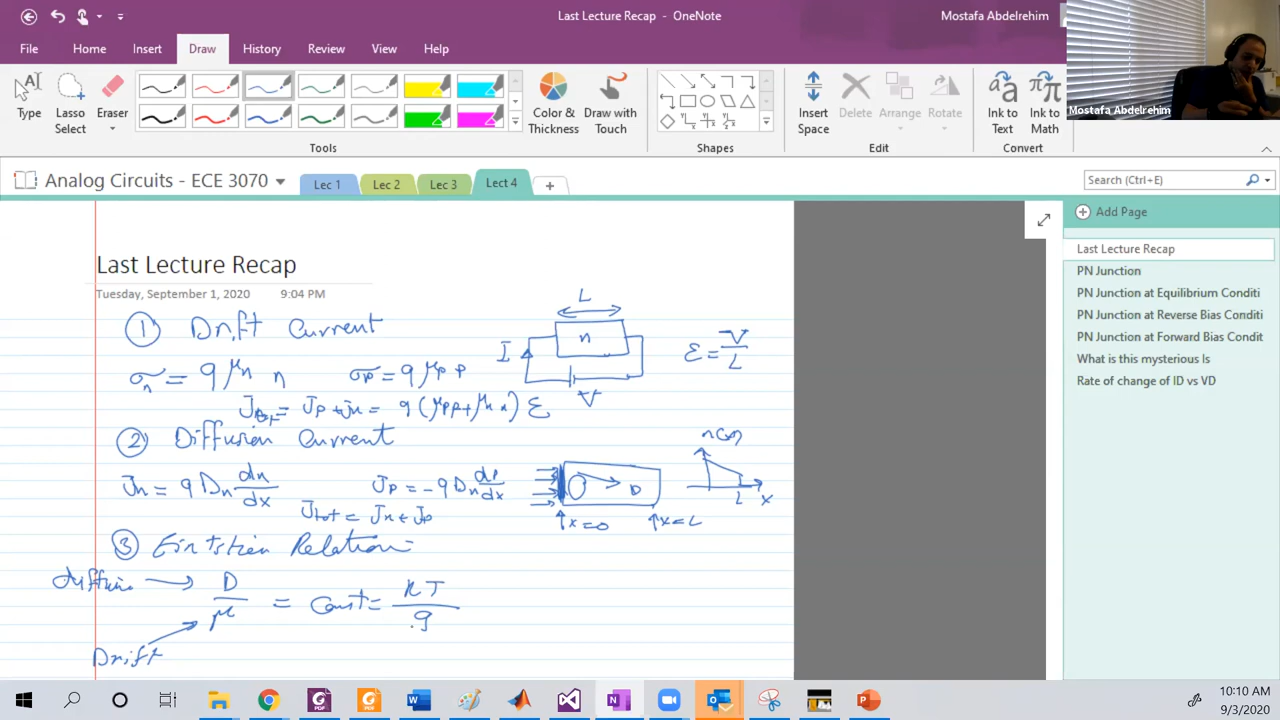 Last Lecture Recap - OneNote
Mostafa Abdelrehim
File Home Insert Draw History Review View Help
Type
Lasso Select
Eraser
Color & Thickness
Draw with Touch
Insert Space
Delete
Arrange
Rotate
Ink to Text
Ink to Math
Tools
Shapes
Edit
Convert
Mostafa Abdelrehim
Analog Circuits - ECE 3070
Lec 1
Lec 2
Lec 3
Lect 4
Search (Ctrl+E)
Add Page
Last Lecture Recap
PN Junction
PN Junction at Equilibrium Conditi
PN Junction at Reverse Bias Conditi
PN Junction at Forward Bias Condit
What is this mysterious Is
Rate of change of ID vs VD
Last Lecture Recap
Tuesday, September 1, 2020 9:04 PM
① Drift Current
σn = q μn n σp = q μp p
Jtot = Jp + Jn = q (μp p + μn n) ε
L
n
I
V
ε = V/L
② Diffusion Current
Jn = q Dn dn/dx Jp = -q Dn dp/dx
Jtot = Jn + Jp
x=0
x=L
n(x)
L
x
③ Eintstien Relation
D/μ = Const = KT/q
Drift
10:10 AM
9/3/2020